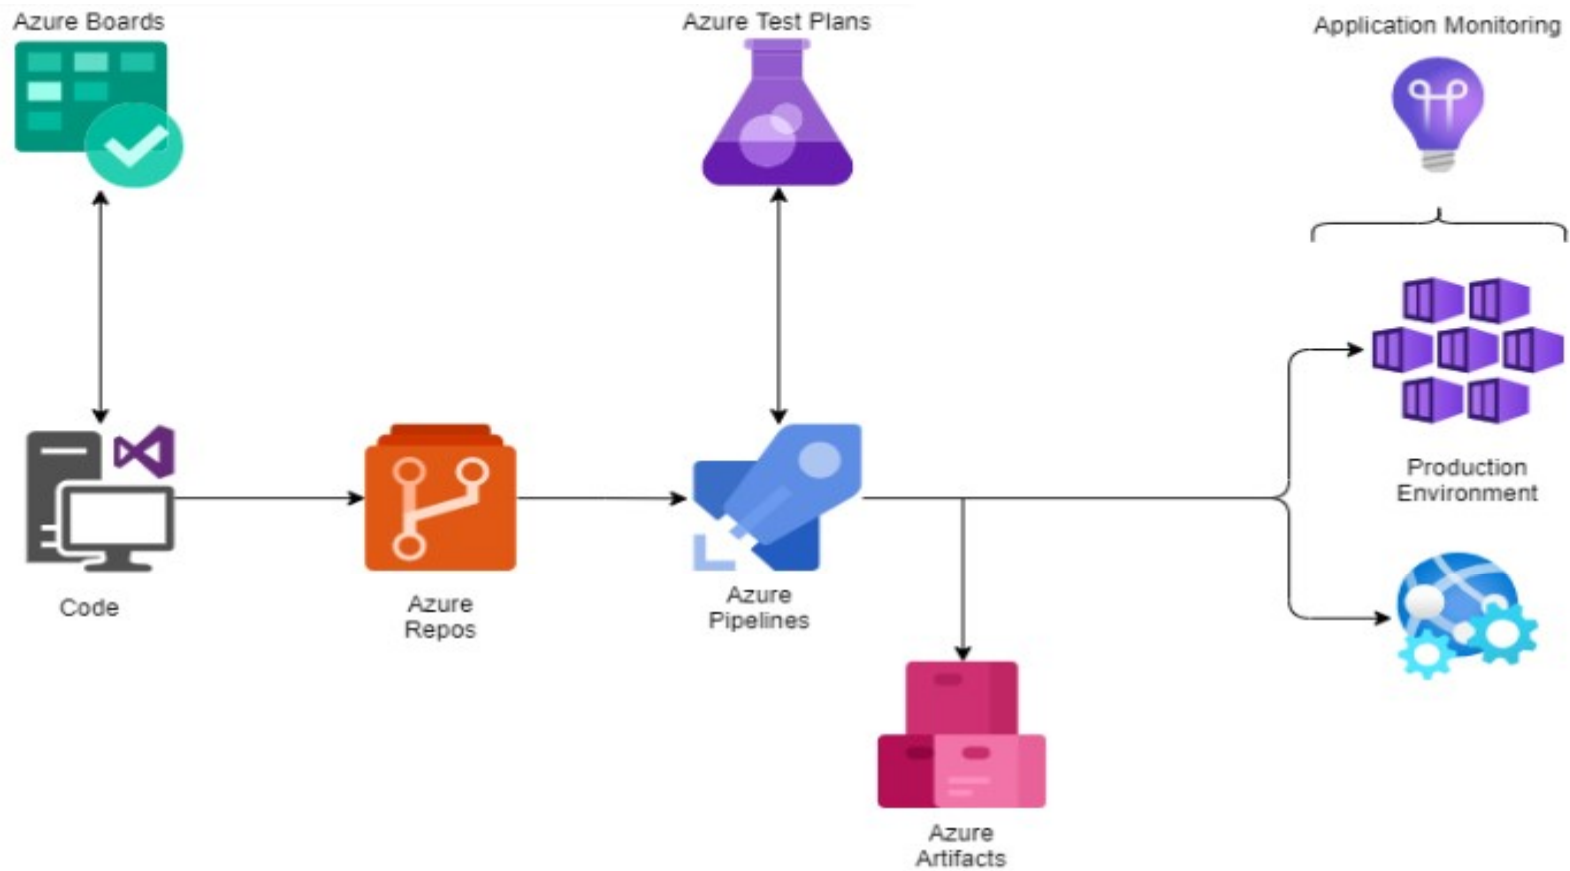 Azure Boards
Azure Test Plans
Application Monitoring
Code
Azure
Repos
Azure
Pipelines
Production
Environment
Azure
Artifacts